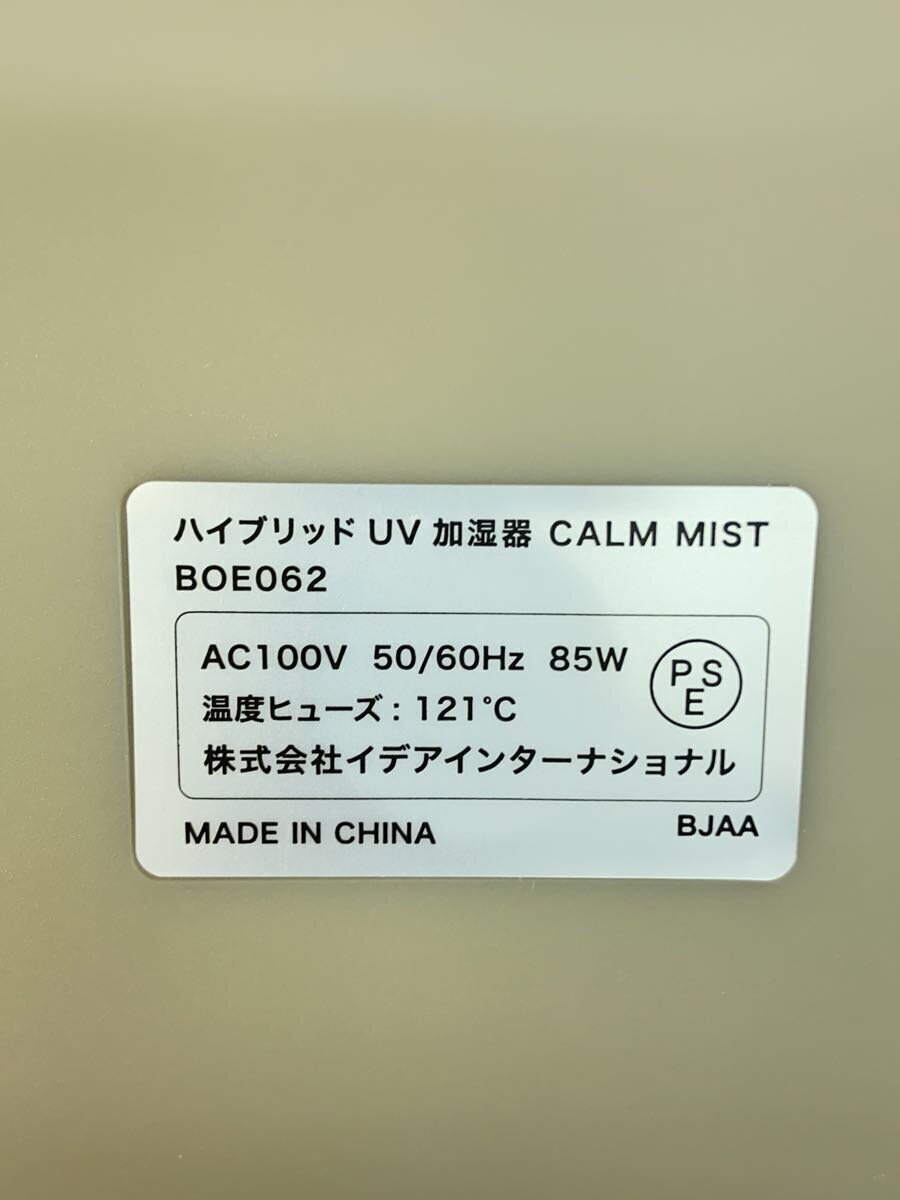 ハイブリッド UV 加湿器 CALM MIST
BOE062
AC100V 50/60Hz 85W
PSE
温度ヒューズ : 121℃
株式会社イデアインターナショナル
MADE IN CHINA
BJAA